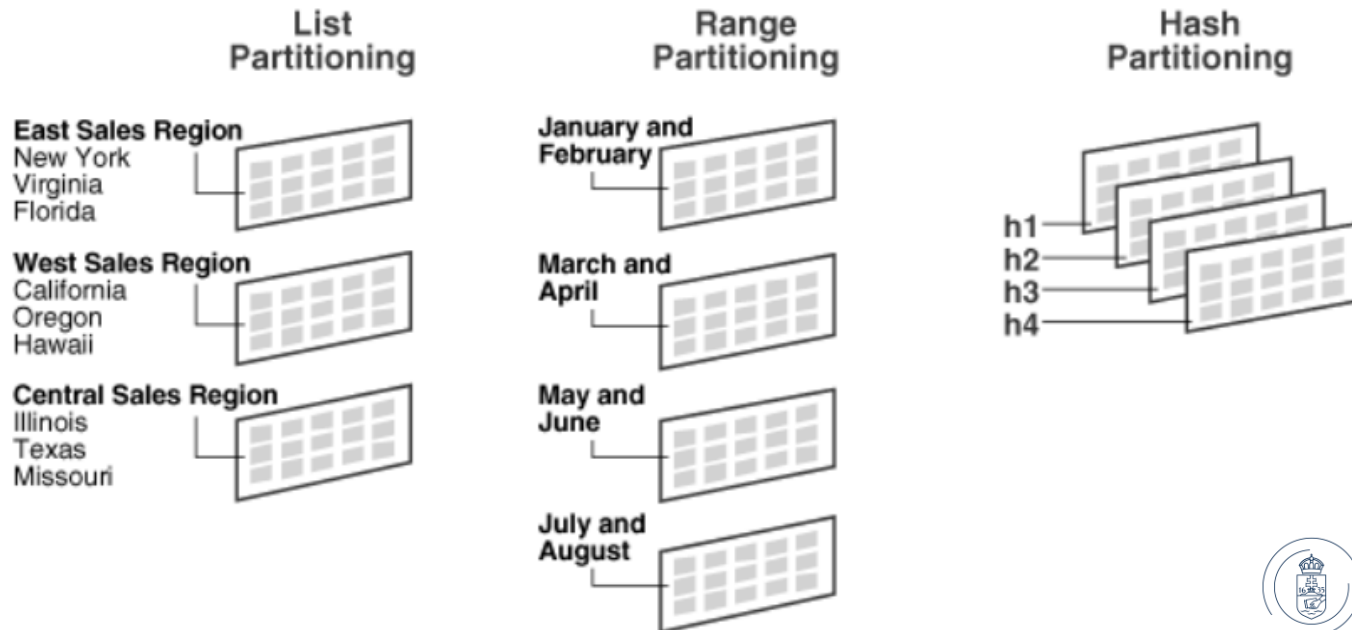 List
Partitioning
East Sales Region
New York
Virginia
Florida
West Sales Region
California
Oregon
Hawaii
Central Sales Region
Illinois
Texas
Missouri
Range
Partitioning
January and
February
March and
April
May and
June
July and
August
Hash
Partitioning
h1
h2
h3
h4
16 35